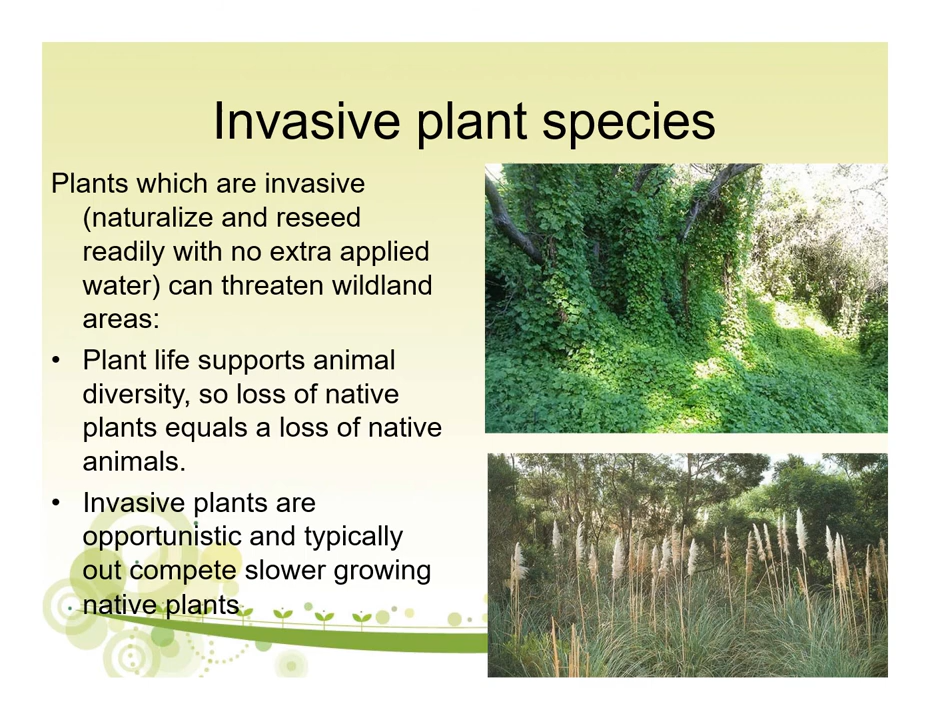 Invasive plant species
Plants which are invasive
(naturalize and reseed
readily with no extra applied
water) can threaten wildland
areas:
• Plant life supports animal
diversity, so loss of native
plants equals a loss of native
animals.
• Invasive plants are
opportunistic and typically
out compete slower growing
native plants